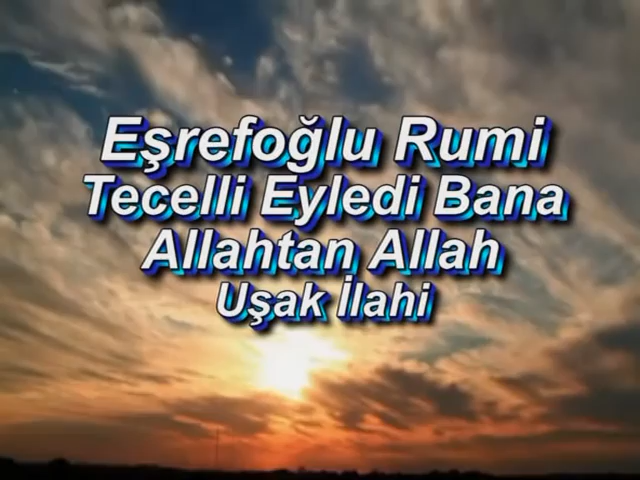 Eşrefoğlu Rumi
Tecelli Eyledi Bana
Allahtan Allah
Uşak İlahi